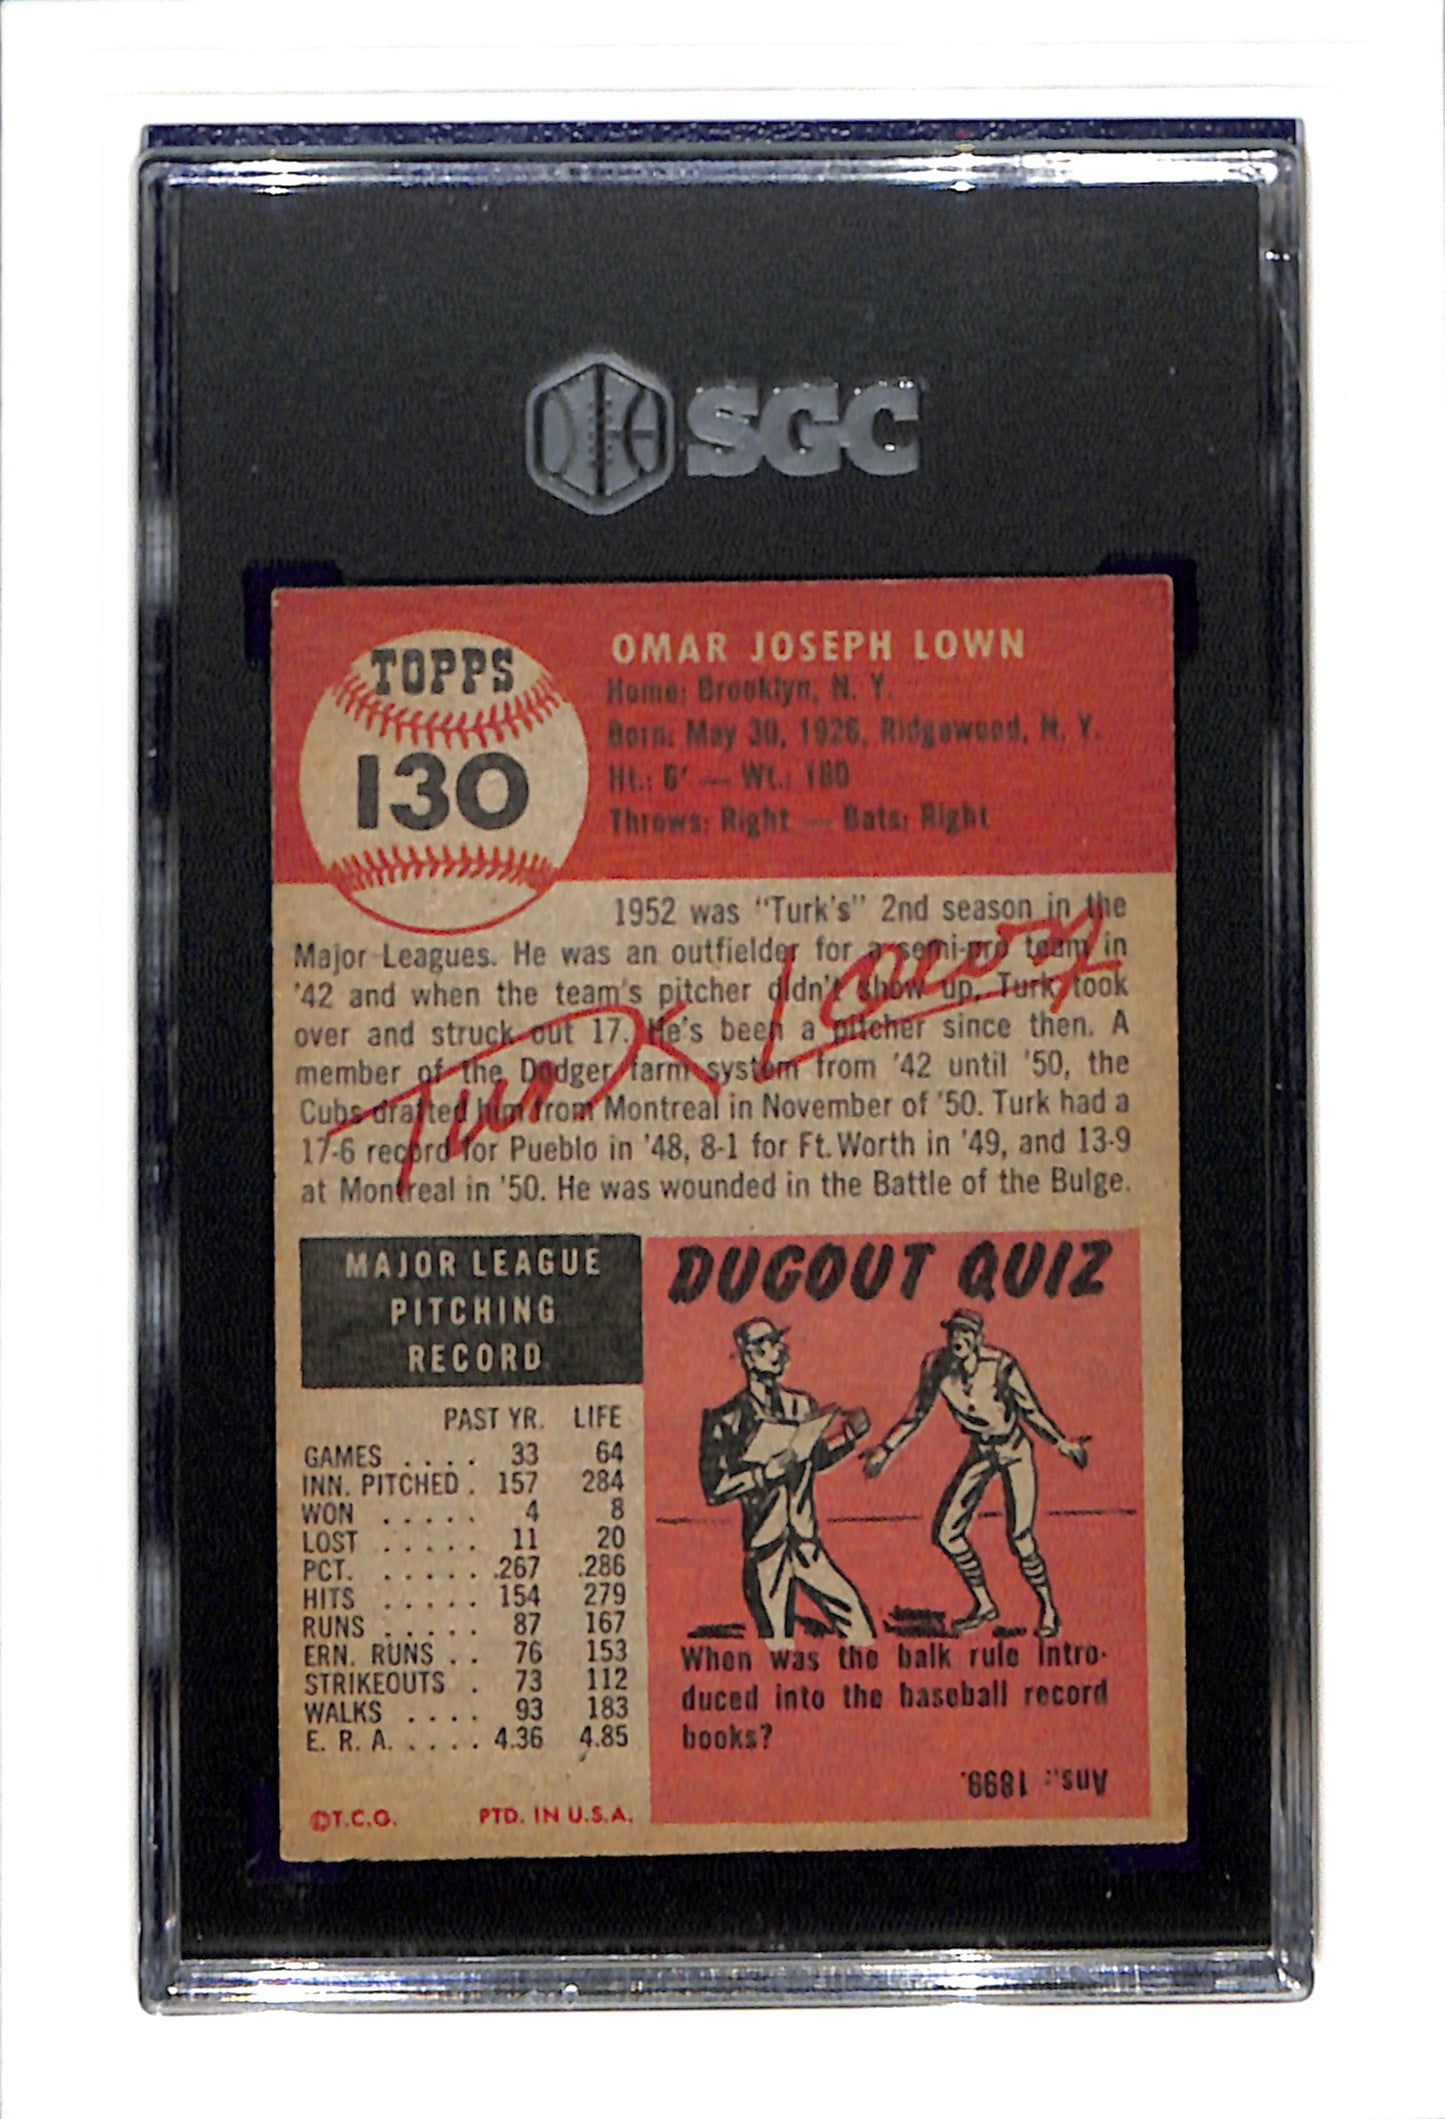 SGC
TOPPS
130
OMAR JOSEPH LOWN
Home: Brooklyn, N. Y.
Born: May 30, 1926, Ridgewood, N. Y.
Ht.: 6' — Wt.: 180
Throws: Right — Bats: Right
1952 was "Turk's" 2nd season in the
Major Leagues. He was an outfielder for a semi-pro team in
'42 and when the team's pitcher didn't show up, Turk took
over and struck out 17. He's been a pitcher since then. A
member of the Dodger farm system from '42 until '50, the
Cubs drafted him from Montreal in November of '50. Turk had a
17-6 record for Pueblo in '48, 8-1 for Ft. Worth in '49, and 13-9
at Montreal in '50. He was wounded in the Battle of the Bulge.
Turk Lown
MAJOR LEAGUE
PITCHING
RECORD
PAST YR. LIFE
GAMES . . . . 33 64
INN. PITCHED . 157 284
WON . . . . . 4 8
LOST . . . . . 11 20
PCT. . . . . . .267 .286
HITS . . . . . 154 279
RUNS . . . . . 87 167
ERN. RUNS . . 76 153
STRIKEOUTS . 73 112
WALKS . . . . 93 183
E. R. A. . . . . 4.36 4.85
©T.C.G. PTD. IN U.S.A.
DUGOUT QUIZ
When was the balk rule intro-
duced into the baseball record
books?
Ans.: 1899.